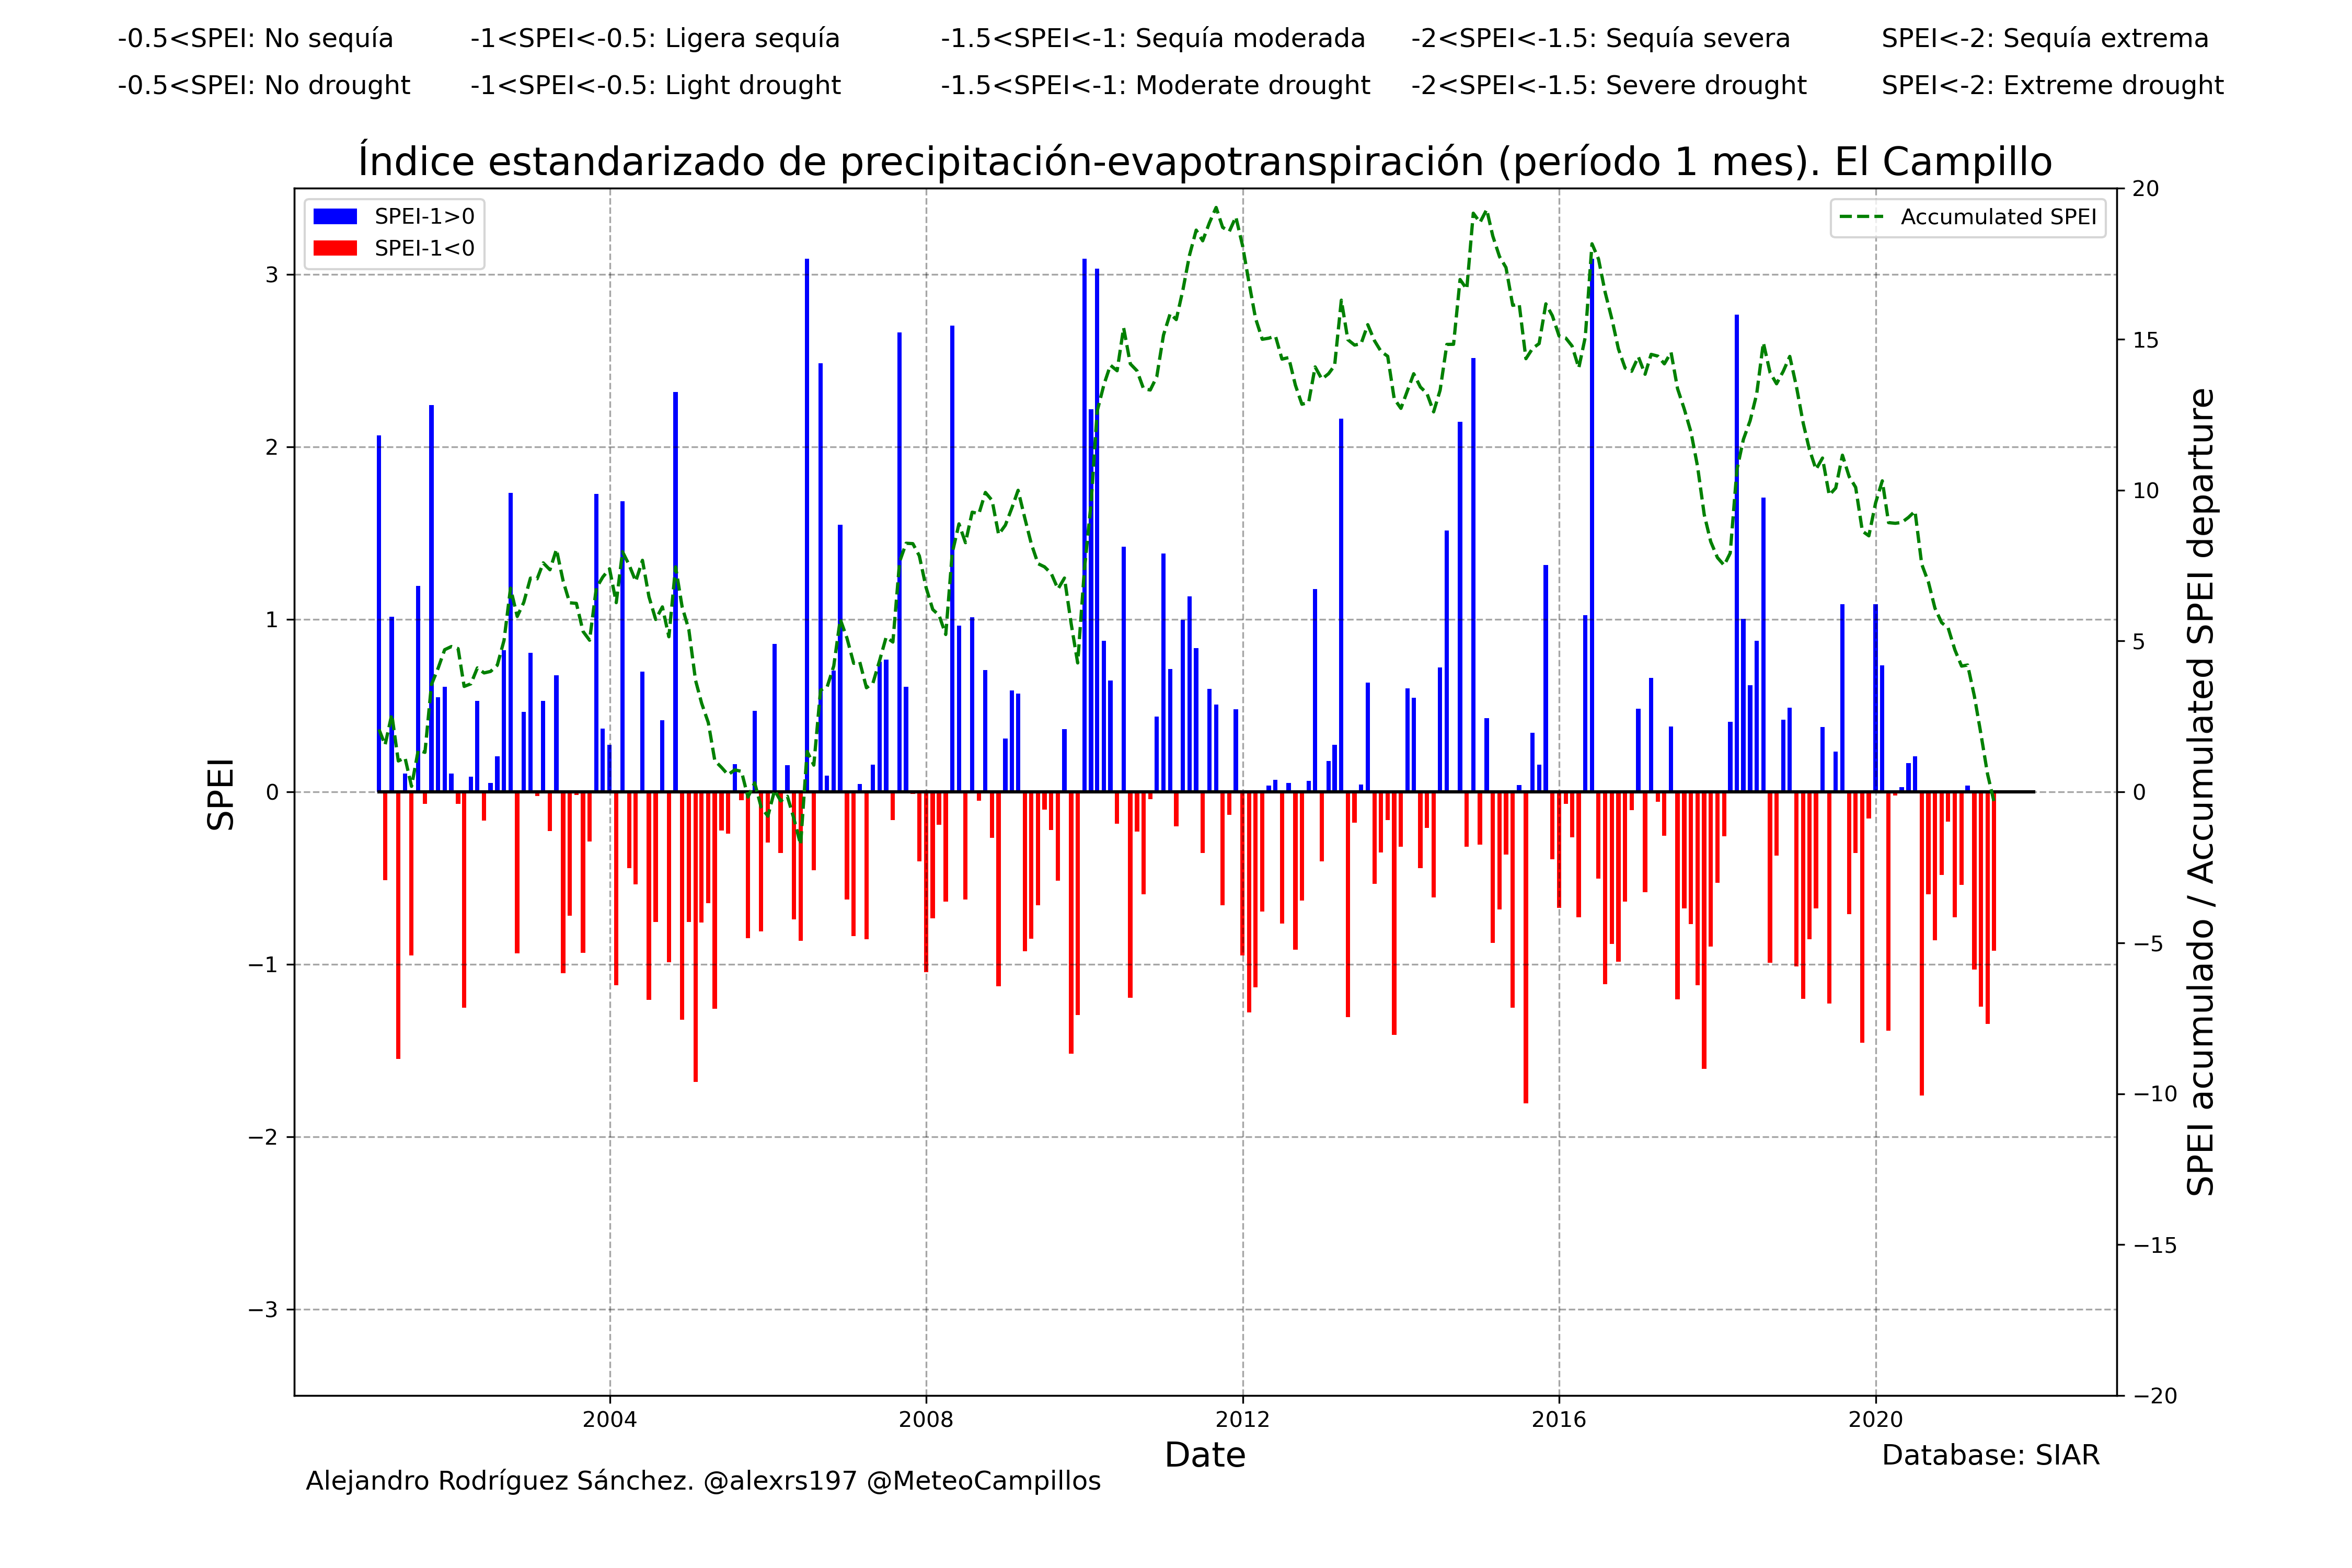 -0.5<SPEI: No sequía -1<SPEI<-0.5: Ligera sequía -1.5<SPEI<-1: Sequía moderada -2<SPEI<-1.5: Sequía severa SPEI<-2: Sequía extrema
-0.5<SPEI: No drought -1<SPEI<-0.5: Light drought -1.5<SPEI<-1: Moderate drought -2<SPEI<-1.5: Severe drought SPEI<-2: Extreme drought
Índice estandarizado de precipitación-evapotranspiración (período 1 mes). El Campillo
SPEI-1>0
SPEI-1<0
Accumulated SPEI
SPEI
3
2
1
0
−1
−2
−3
20
15
10
5
0
−5
−10
−15
−20
SPEI acumulado / Accumulated SPEI departure
2004 2008 2012 2016 2020
Date
Database: SIAR
Alejandro Rodríguez Sánchez. @alexrs197 @MeteoCampillos